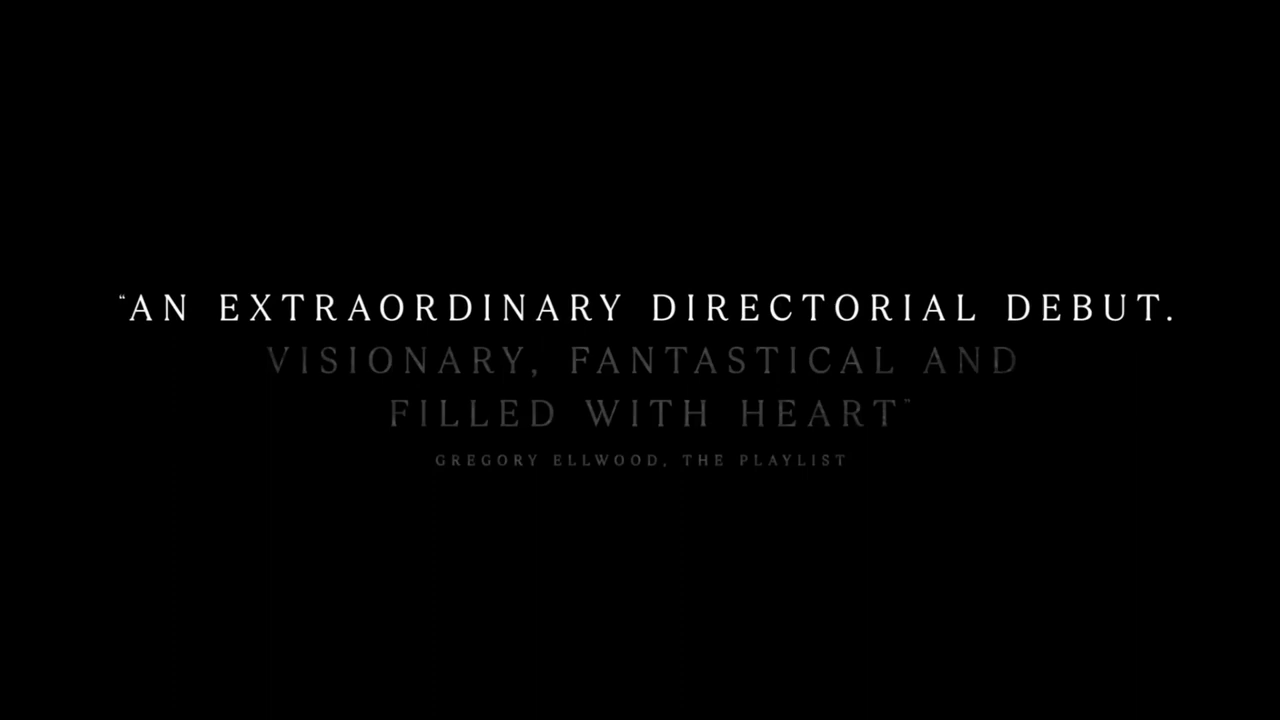 “AN EXTRAORDINARY DIRECTORIAL DEBUT.
VISIONARY, FANTASTICAL AND
FILLED WITH HEART”
GREGORY ELLWOOD, THE PLAYLIST